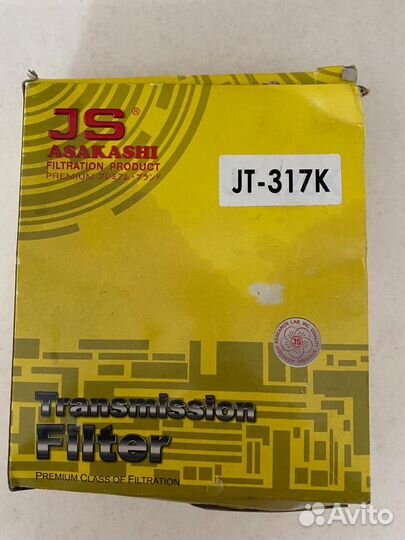 JS®
ASAKASHI
FILTRATION PRODUCT
PREMIUM プレミアム・ブランド
JT-317K
JS
Transmission
Filter
PREMIUM CLASS OF FILTRATION
Avito